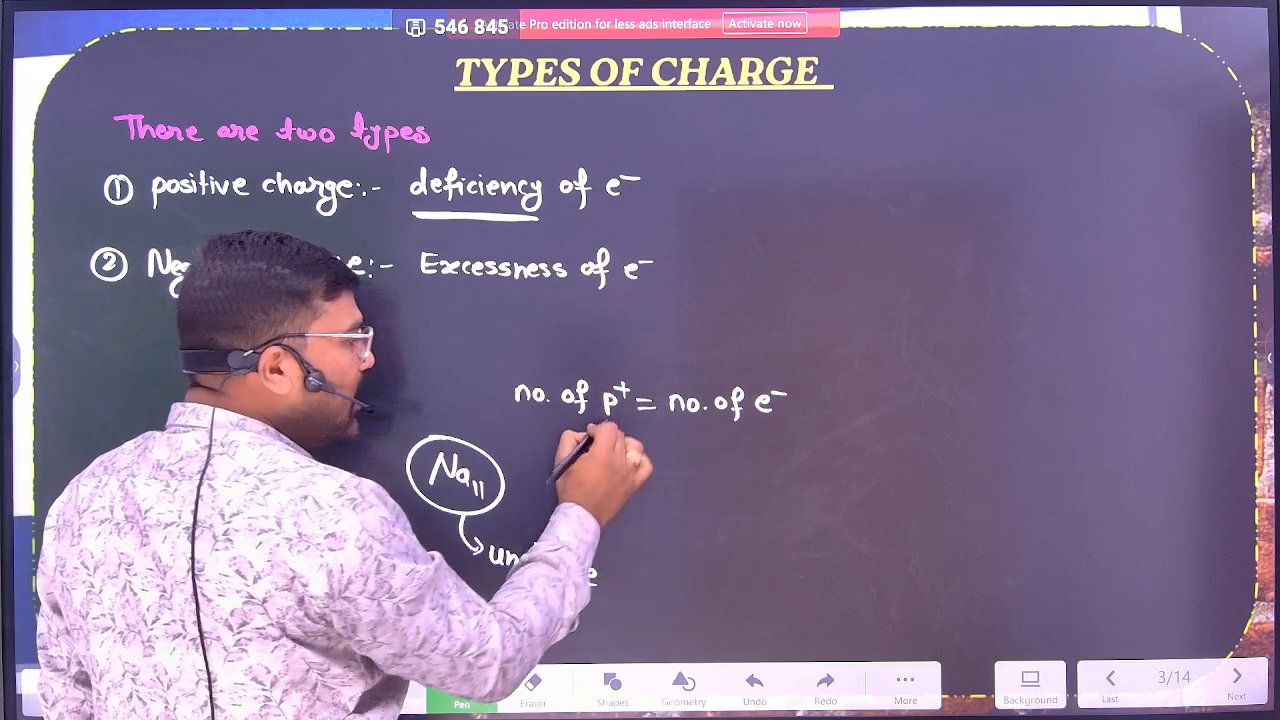 546 845
ate Pro edition for less ads interface Activate now
TYPES OF CHARGE
There are two types
① positive charge:- deficiency of e⁻
② e:- Excessness of e⁻
no. of p⁺ = no. of e⁻
Na₁₁
Pen Eraser Shapes Geometry Undo Redo More Background Last 3/14 Next